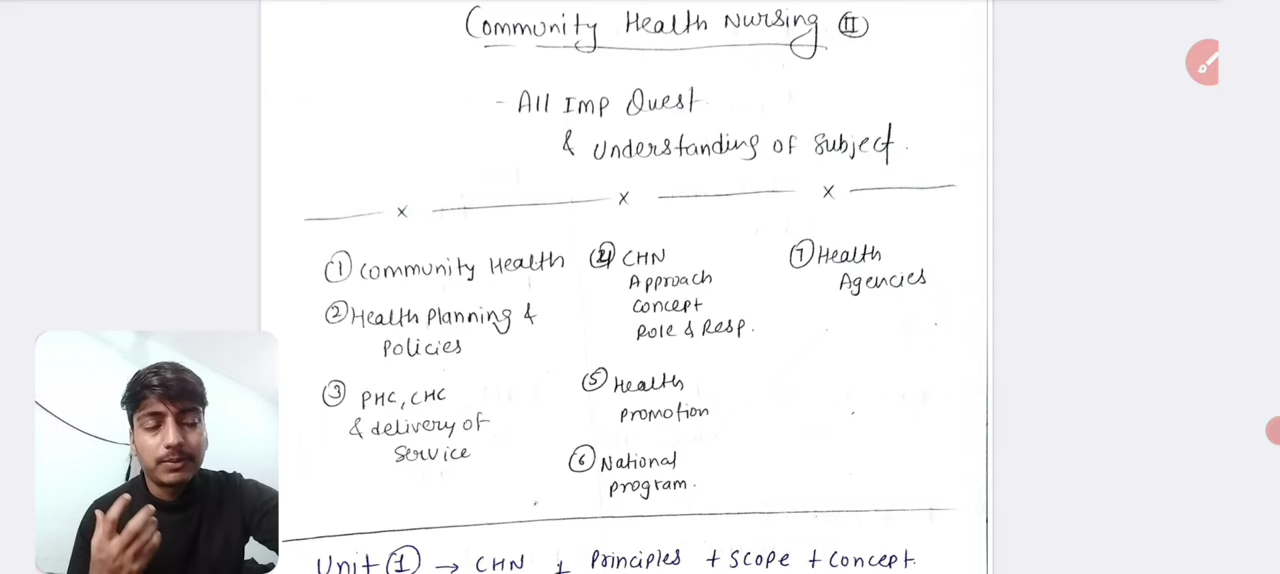 Community Health Nursing II
- All Imp Quest.
& Understanding of Subject.
① Community Health
② Health Planning &
Policies
③ PHC, CHC
& delivery of
Service
④ CHN
Approach
Concept
Role & Resp.
⑤ Health
promotion
⑥ National
program.
⑦ Health
Agencies
Unit ① → CHN + Principles + Scope + Concept.